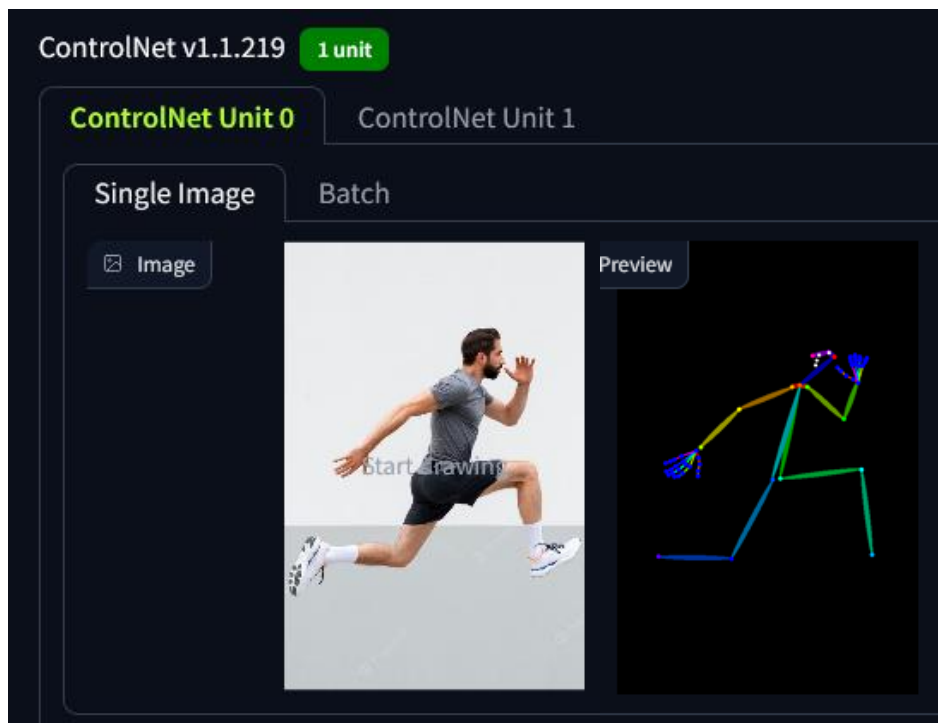 ControlNet v1.1.219 1 unit
ControlNet Unit 0 ControlNet Unit 1
Single Image Batch
Image
Preview
Start drawing